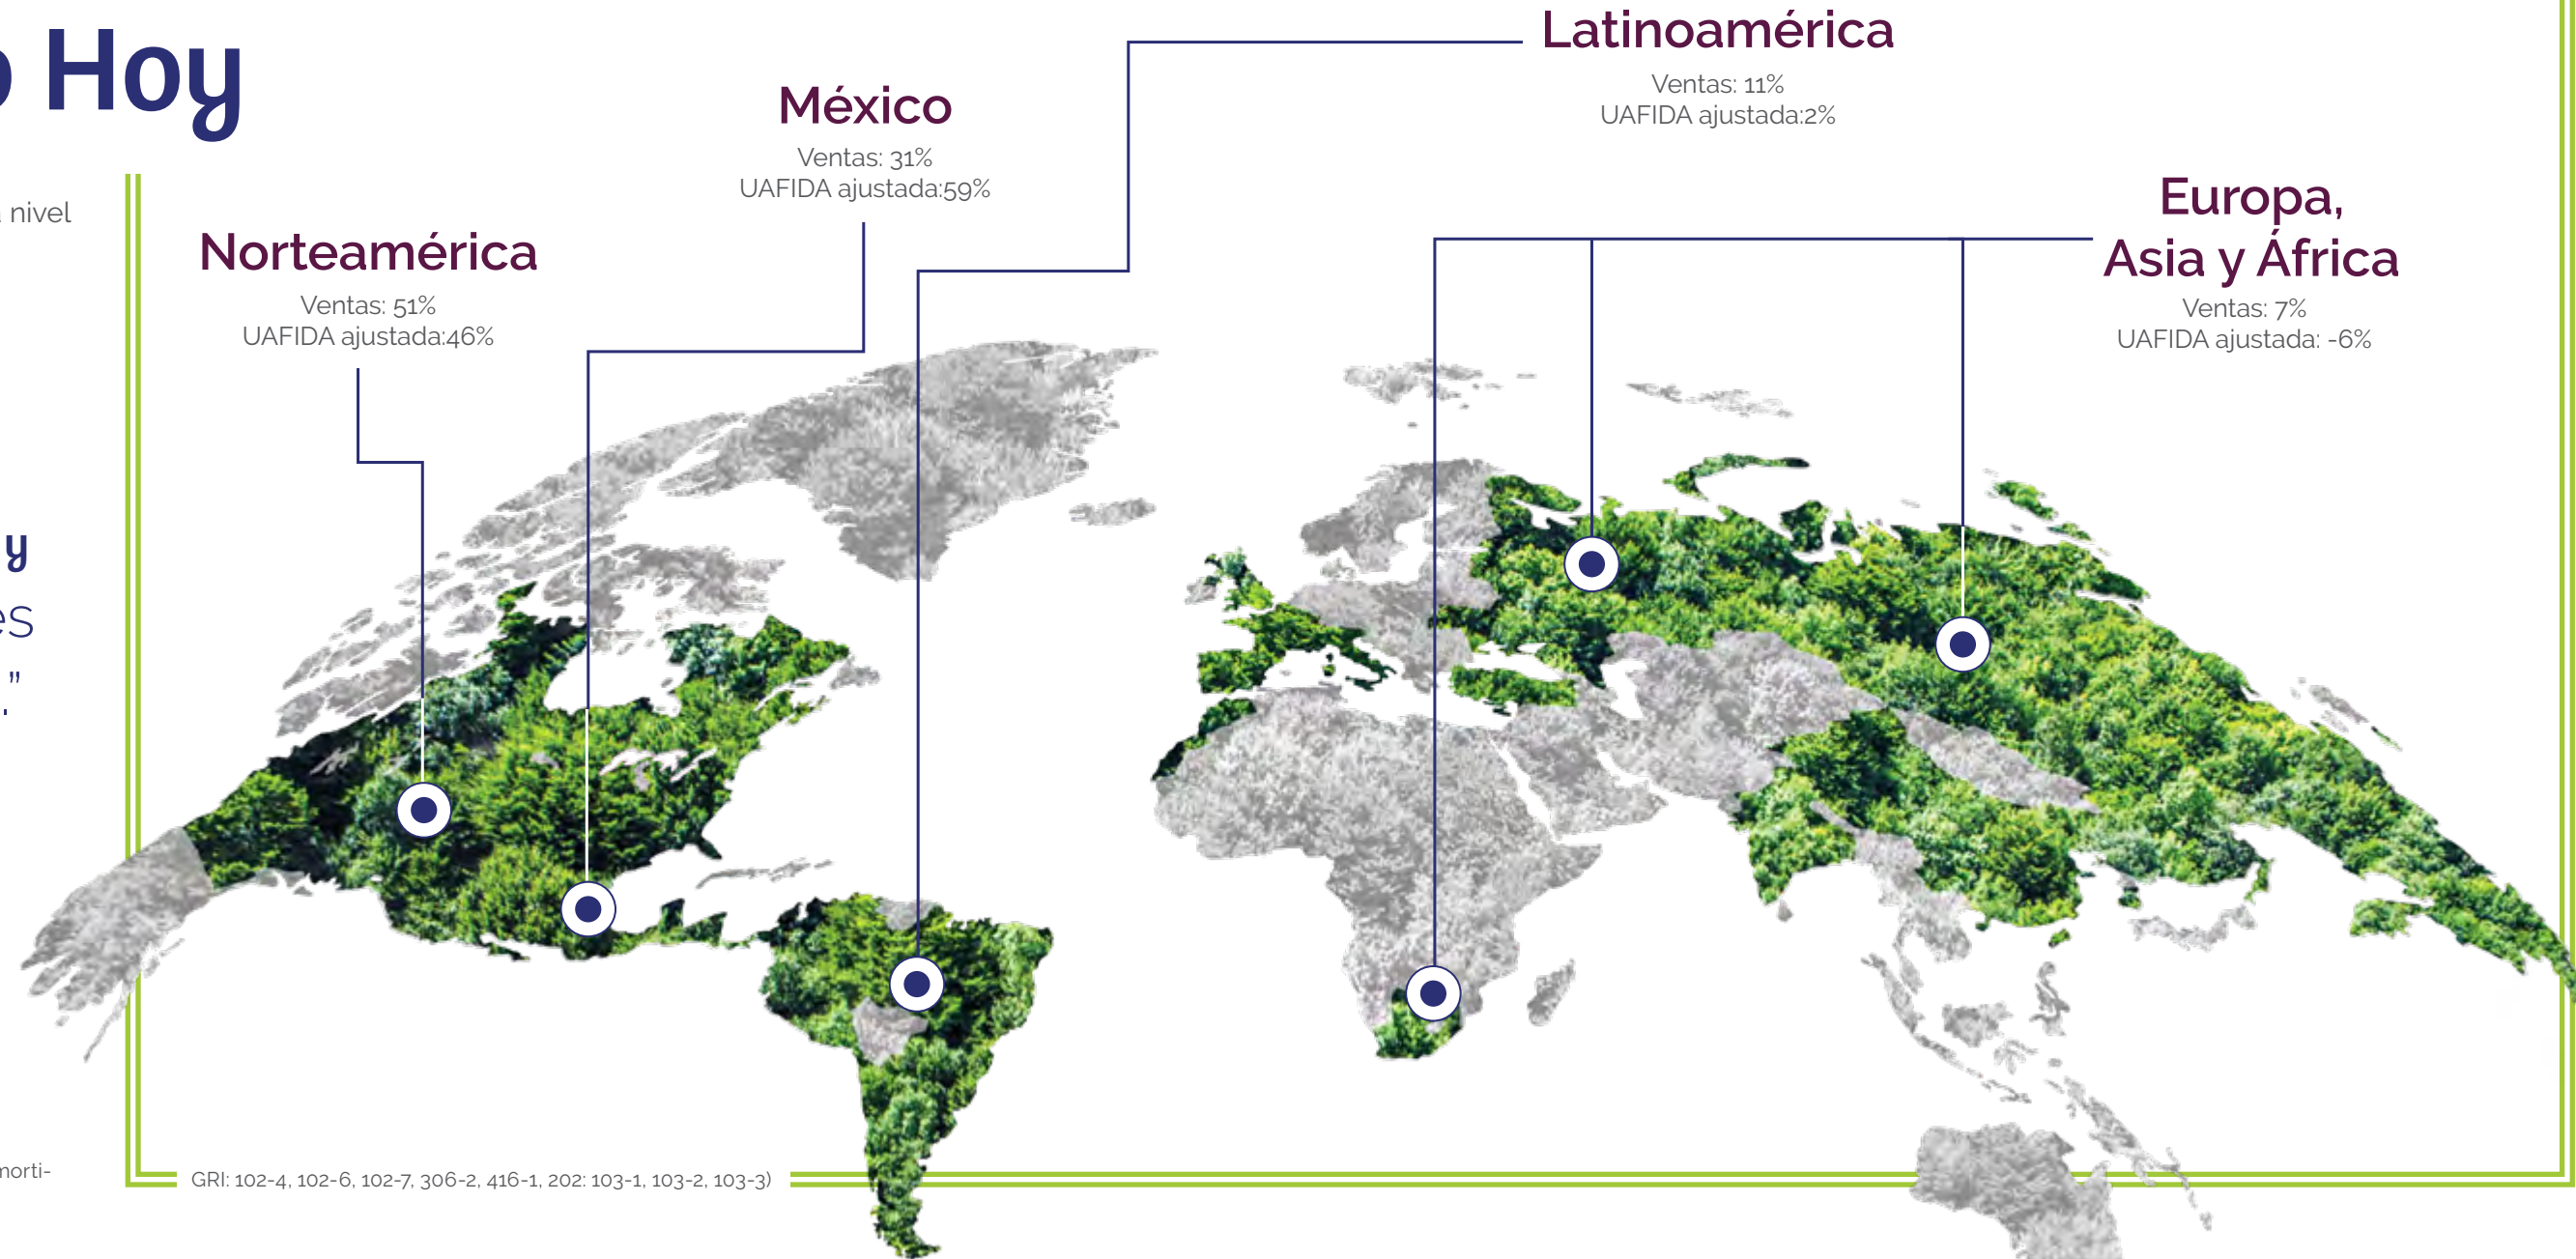 Hoy
nivel
y
es
."
morti-
Norteamérica
Ventas: 51%
UAFIDA ajustada:46%
México
Ventas: 31%
UAFIDA ajustada:59%
Latinoamérica
Ventas: 11%
UAFIDA ajustada:2%
Europa,
Asia y África
Ventas: 7%
UAFIDA ajustada: -6%
GRI: 102-4, 102-6, 102-7, 306-2, 416-1, 202: 103-1, 103-2, 103-3)